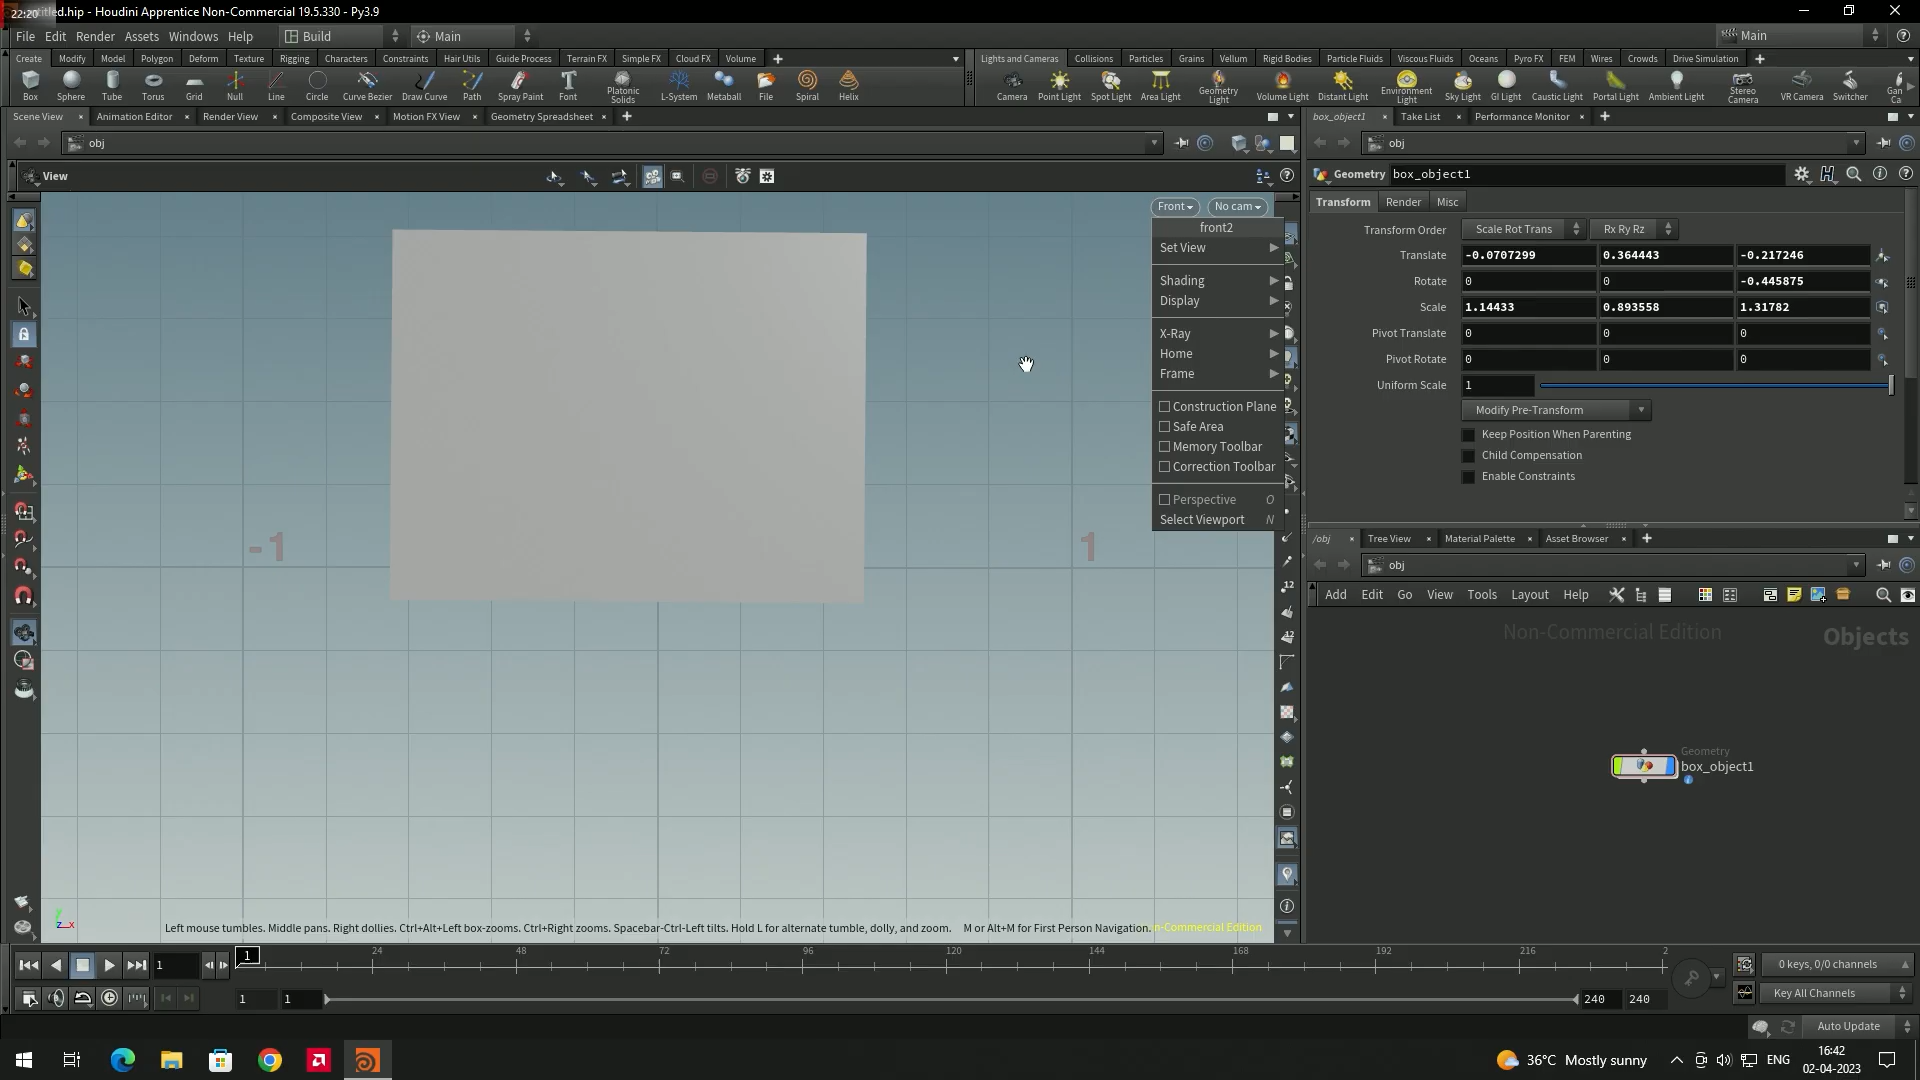 22:20
untitled.hip - Houdini Apprentice Non-Commercial 19.5.330 - Py3.9
File Edit Render Assets Windows Help Build Main Main
Create Modify Model Polygon Deform Texture Rigging Characters Constraints Hair Utils Guide Process Terrain FX Simple FX Cloud FX Volume
Lights and Cameras Collisions Particles Grains Vellum Rigid Bodies Particle Fluids Viscous Fluids Oceans Pyro FX FEM Wires Crowds Drive Simulation
Box Sphere Tube Torus Grid Null Line Circle Curve Bezier Draw Curve Path Spray Paint Font Platonic Solids L-System Metaball File Spiral Helix
Camera Point Light Spot Light Area Light Geometry Light Volume Light Distant Light Environment Light Sky Light GI Light Caustic Light Portal Light Ambient Light Stereo Camera VR Camera Switcher Gan Ca
Scene View Animation Editor Render View Composite View Motion FX View Geometry Spreadsheet
box_object1 Take List Performance Monitor
obj
obj
View
Geometry box_object1
Transform Render Misc
Front No cam
front2
Set View
Shading
Display
X-Ray
Home
Frame
Construction Plane
Safe Area
Memory Toolbar
Correction Toolbar
Perspective O
Select Viewport N
-1 1
12
12
Transform Order Scale Rot Trans Rx Ry Rz
Translate -0.0707299 0.364443 -0.217246
Rotate 0 0 -0.445875
Scale 1.14433 0.893558 1.31782
Pivot Translate 0 0 0
Pivot Rotate 0 0 0
Uniform Scale 1
Modify Pre-Transform
Keep Position When Parenting
Child Compensation
Enable Constraints
/obj Tree View Material Palette Asset Browser
obj
Add Edit Go View Tools Layout Help
Non-Commercial Edition Objects
Geometry
box_object1
z x
Left mouse tumbles. Middle pans. Right dollies. Ctrl+Alt+Left box-zooms. Ctrl+Right zooms. Spacebar-Ctrl-Left tilts. Hold L for alternate tumble, dolly, and zoom. M or Alt+M for First Person Navigation. n-Commercial Edition
1 1 24 48 72 96 120 144 168 192 216 2
0 keys, 0/0 channels
1 1 240 240
Key All Channels
Auto Update
36°C Mostly sunny ENG 16:42
02-04-2023